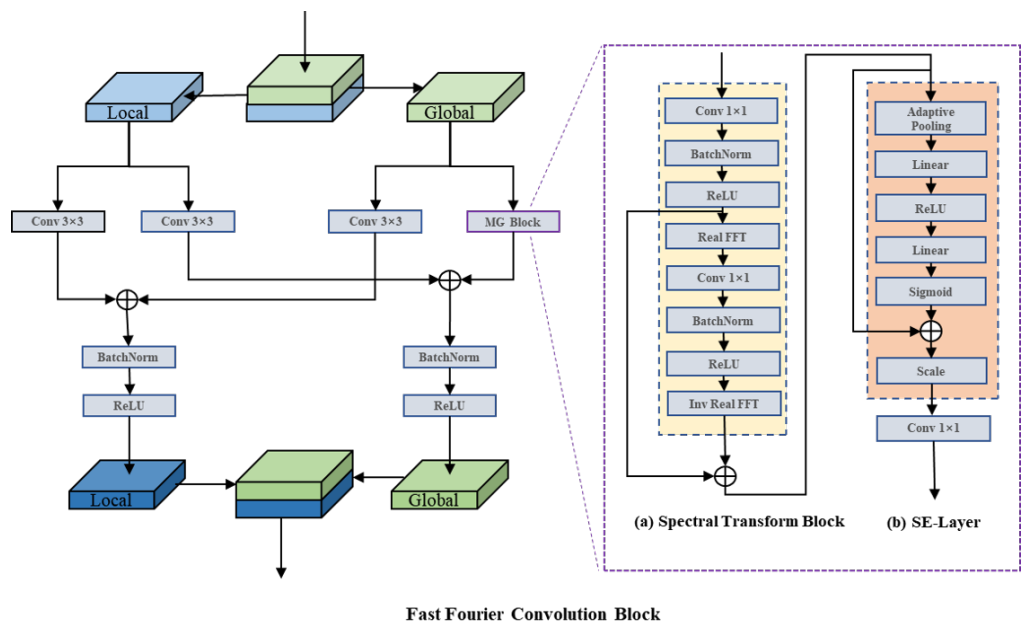 Local
Global
Conv 3×3
Conv 3×3
Conv 3×3
MG Block
BatchNorm
ReLU
BatchNorm
ReLU
Local
Global
Conv 1×1
BatchNorm
ReLU
Real FFT
Conv 1×1
BatchNorm
ReLU
Inv Real FFT
(a) Spectral Transform Block
Adaptive
Pooling
Linear
ReLU
Linear
Sigmoid
Scale
Conv 1×1
(b) SE-Layer
Fast Fourier Convolution Block